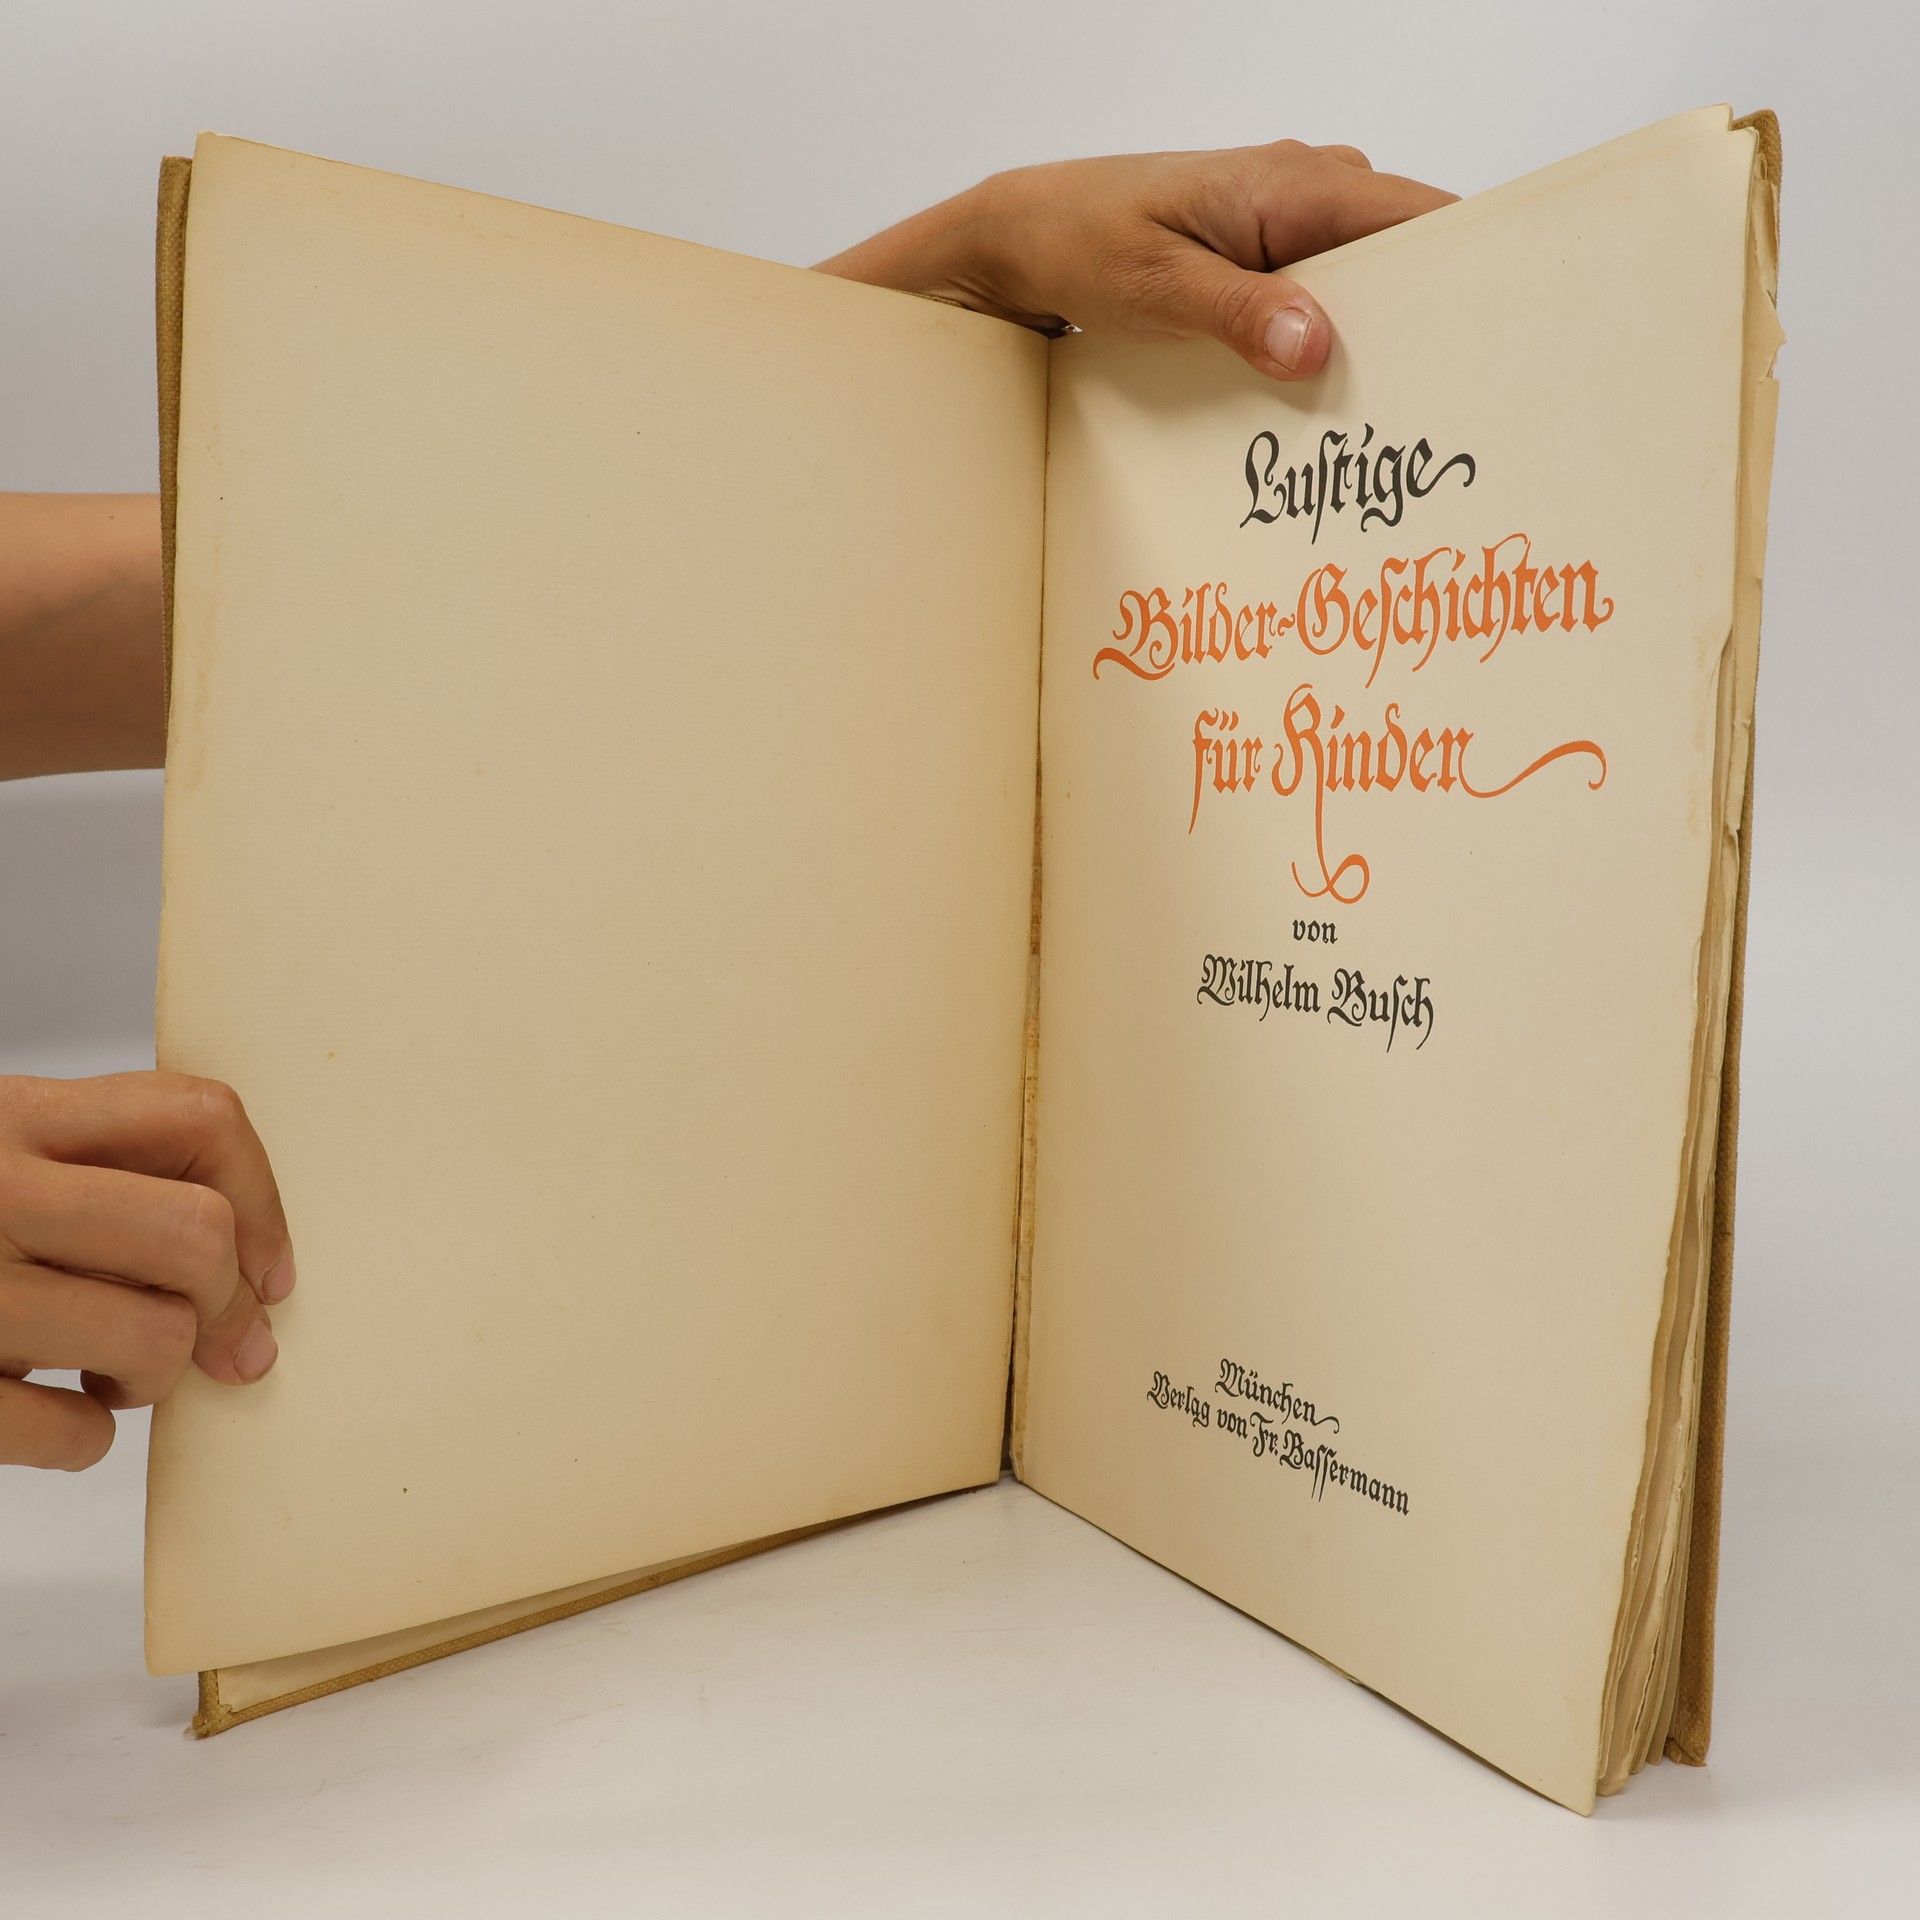 Lustige
Bilder-Geschichten
für Kinder
von
Wilhelm Busch
München
Verlag von Fr. Bassermann